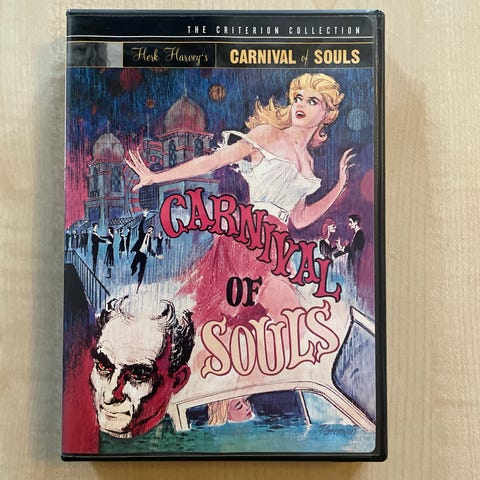 THE CRITERION COLLECTION
Herk Harvey's CARNIVAL of SOULS
CARNIVAL
OF
SOULS